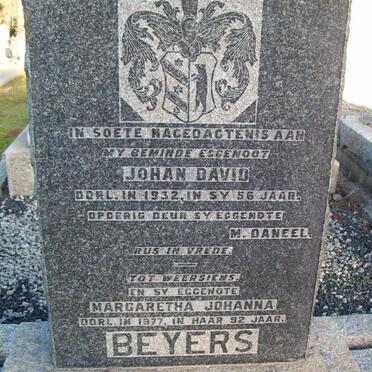 IN SOETE NAGEDAGTENIS AAN
MY BEMINDE EGGENOOT
JOHAN DAVID
OORL. IN 1932, IN SY 56 JAAR.
OPGERIG DEUR SY EGGENOTE
M. DANEEL.
RUS IN VREDE.
TOT WEERSIENS
EN SY EGGENOTE
MARGARETHA JOHANNA
OORL. IN 1977, IN HAAR 92 JAAR.
BEYERS